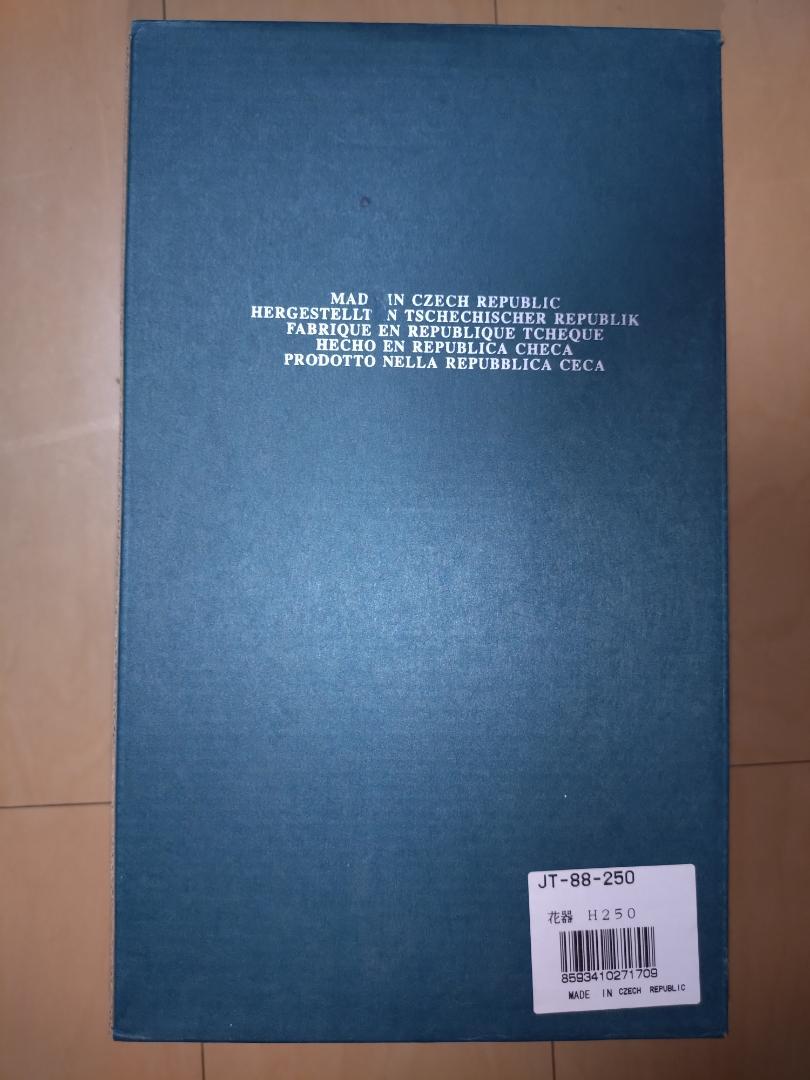 MAD IN CZECH REPUBLIC
HERGESTELLT N TSCHECHISCHER REPUBLIK
FABRIQUE EN REPUBLIQUE TCHEQUE
HECHO EN REPUBLICA CHECA
PRODOTTO NELLA REPUBBLICA CECA
JT-88-250
花器 H250
8593410271709
MADE IN CZECH REPUBLIC